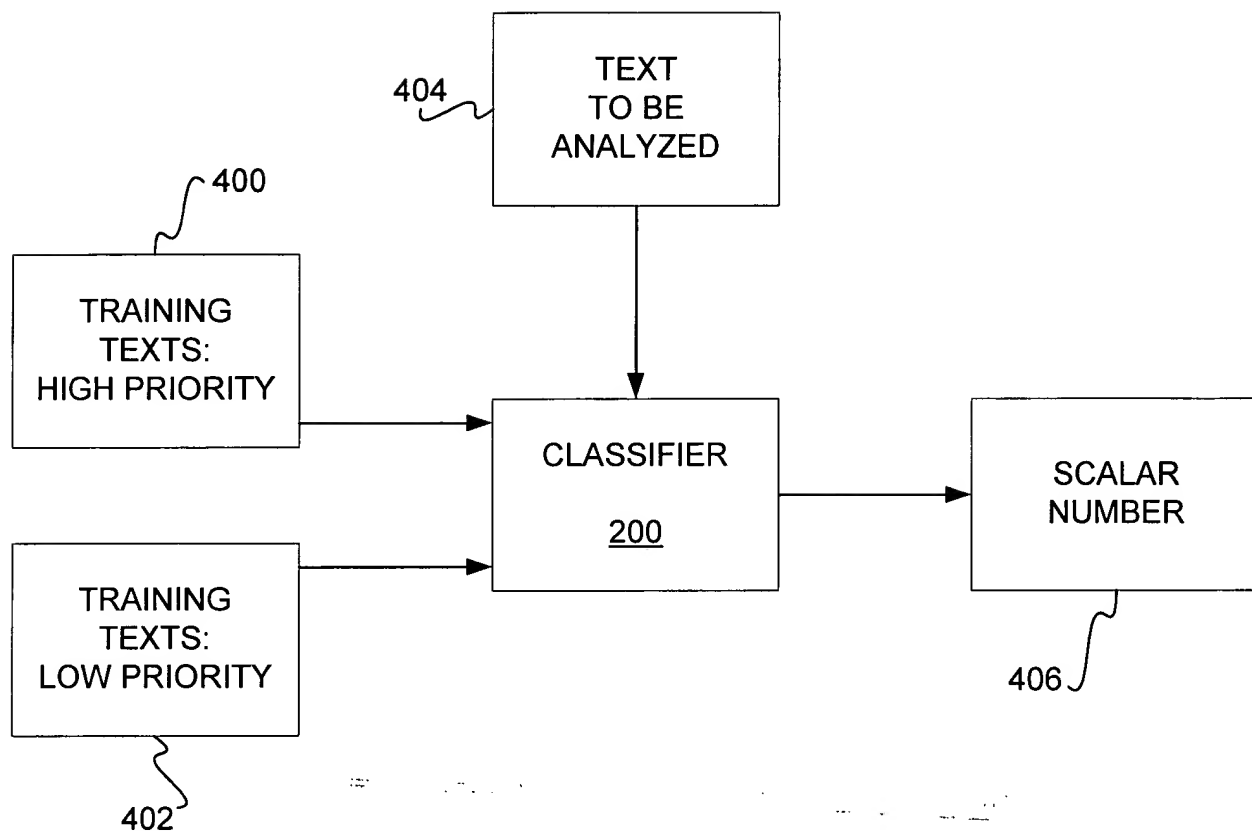 TEXT
TO BE
ANALYZED
404
400
TRAINING
TEXTS:
HIGH PRIORITY
CLASSIFIER
200
SCALAR
NUMBER
TRAINING
TEXTS:
LOW PRIORITY
406
402